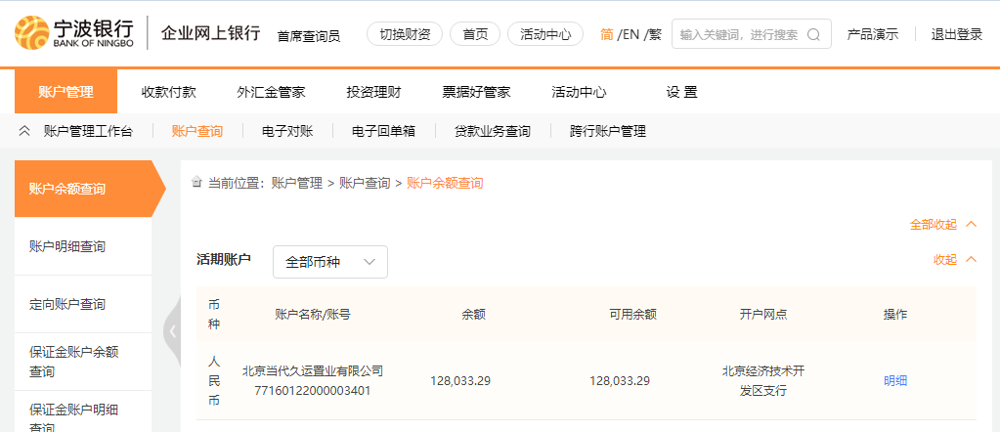 宁波银行
BANK OF NINGBO
企业网上银行 首席查询员 切换财资 首页 活动中心 简 /EN /繁 输入关键词，进行搜索 产品演示 退出登录
账户管理 收款付款 外汇金管家 投资理财 票据好管家 活动中心 设 置
账户管理工作台 账户查询 电子对账 电子回单箱 贷款业务查询 跨行账户管理
账户余额查询
账户明细查询
定向账户查询
保证金账户余额
查询
保证金账户明细
查询
当前位置： 账户管理 > 账户查询 > 账户余额查询
全部收起
活期账户 全部币种 收起
币
种
账户名称/账号 余额 可用余额 开户网点 操作
人
民
币
北京当代久运置业有限公司
77160122000003401
128,033.29 128,033.29
北京经济技术开
发区支行
明细